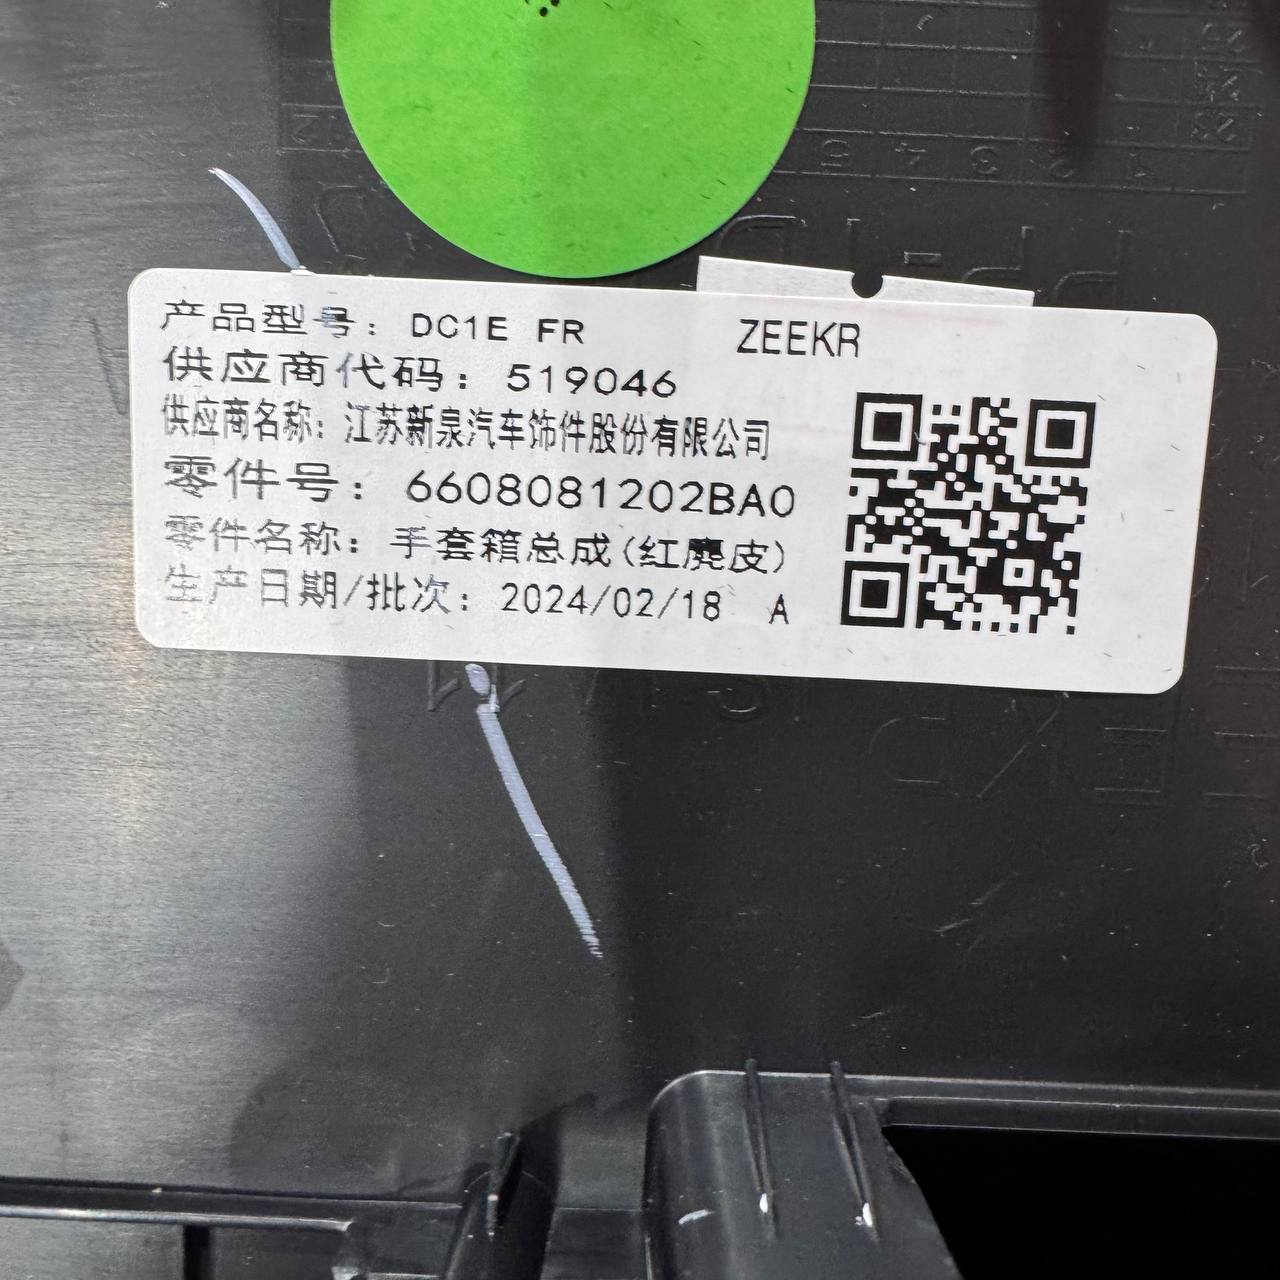 产品型号: DC1E FR ZEEKR
供应商代码: 519046
供应商名称: 江苏新泉汽车饰件股份有限公司
零件号: 6608081202BA0
零件名称: 手套箱总成(红麂皮)
生产日期/批次: 2024/02/18 A